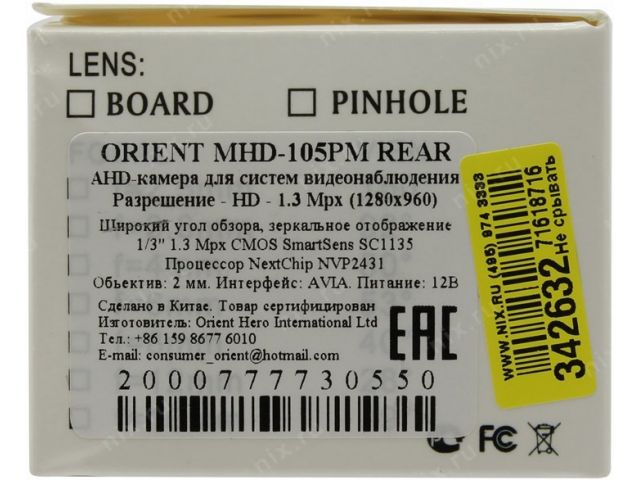 LENS:
BOARD PINHOLE
ORIENT MHD-105PM REAR
AHD-камера для систем видеонаблюдения
Разрешение - HD - 1.3 Mpx (1280x960)
Широкий угол обзора, зеркальное отображение
1/3" 1.3 Mpx CMOS SmartSens SC1135
Процессор NextChip NVP2431
Объектив: 2 мм. Интерфейс: AVIA. Питание: 12В
Сделано в Китае. Товар сертифицирован
Изготовитель: Orient Hero International Ltd
Тел.: +86 159 8677 6010
E-mail: consumer_orient@hotmail.com
EAC
2000777730550
FC
www.NIX.RU (495) 974 3333
342632
71618716
Не срывать
nix.ru